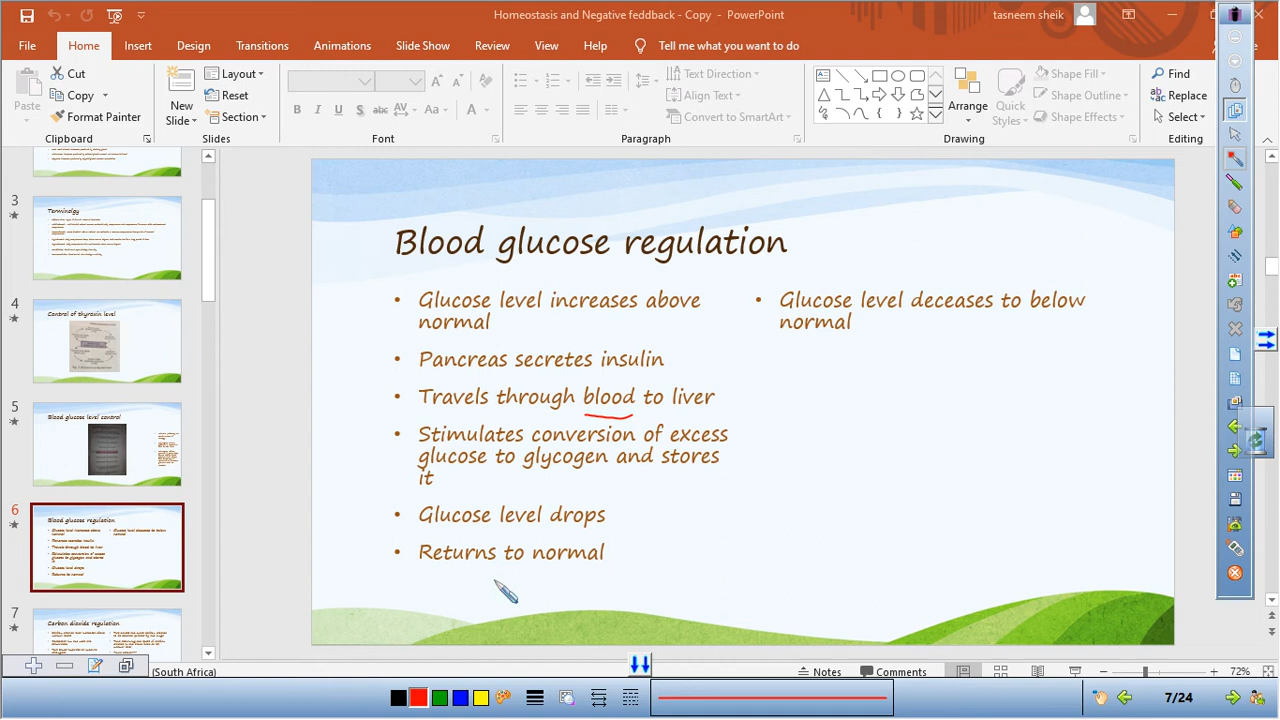 Homeostasis and Negative feddback - Copy - PowerPoint
tasneem sheik
File Home Insert Design Transitions Animations Slide Show Review View Help Tell me what you want to do
Cut
Copy
Format Painter
Paste
Clipboard
New
Slide
Layout
Reset
Section
Slides
Font
Text Direction
Align Text
Convert to SmartArt
Paragraph
Arrange
Quick
Styles
Shape Fill
Shape Outline
Shape Effects
Drawing
Find
Replace
Select
Editing
3
4
Control of thyroxin level
5
Blood glucose level control
6
Blood glucose regulation
7
Carbon dioxide regulation
Blood glucose regulation
• Glucose level increases above
normal
• Pancreas secretes insulin
• Travels through blood to liver
• Stimulates conversion of excess
glucose to glycogen and stores
it
• Glucose level drops
• Returns to normal
• Glucose level deceases to below
normal
(South Africa)
Notes
Comments
72%
7/24